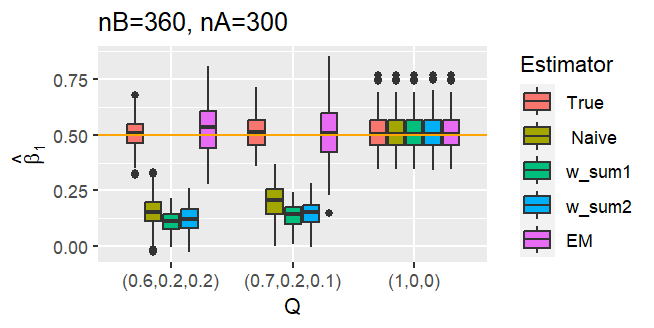 nB=360, nA=300
β̂₁
0.75
0.50
0.25
0.00
(0.6,0.2,0.2) (0.7,0.2,0.1) (1,0,0)
Q
Estimator
True
Naive
w_sum1
w_sum2
EM